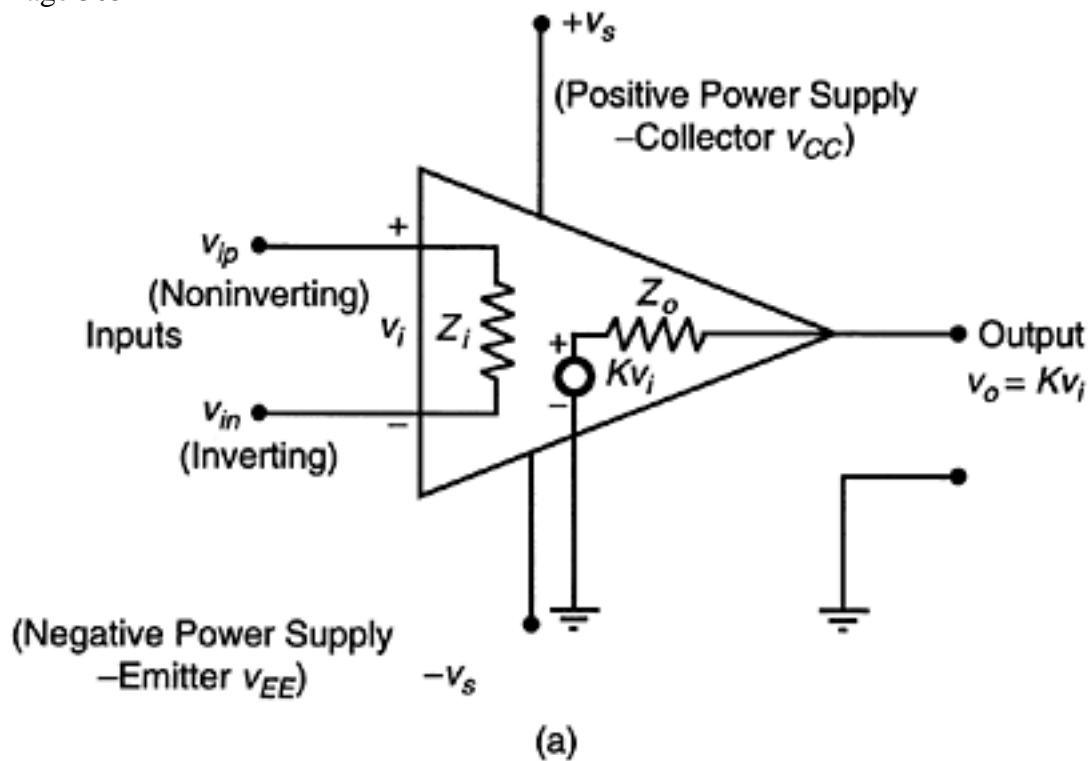 +v_s
(Positive Power Supply
–Collector v_CC)
+
v_ip
(Noninverting)
Inputs
v_i
Z_i
Z_o
+
Kv_i
–
Output
v_o = Kv_i
v_in
–
(Inverting)
(Negative Power Supply
–Emitter v_EE)
–v_s
(a)